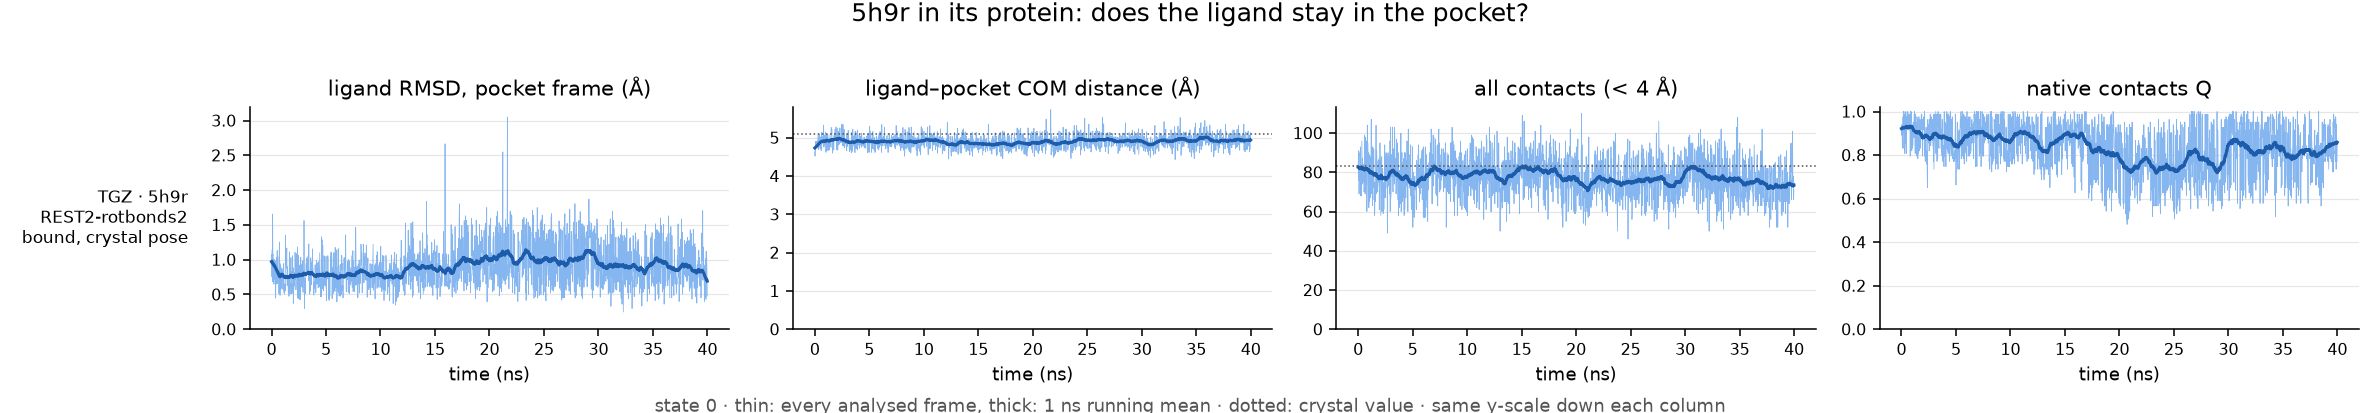 5h9r in its protein: does the ligand stay in the pocket?
TGZ · 5h9r
REST2-rotbonds2
bound, crystal pose
ligand RMSD, pocket frame (Å)
3.0
2.5
2.0
1.5
1.0
0.5
0.0
0 5 10 15 20 25 30 35 40
time (ns)
ligand–pocket COM distance (Å)
5
4
3
2
1
0
0 5 10 15 20 25 30 35 40
time (ns)
all contacts (< 4 Å)
100
80
60
40
20
0
0 5 10 15 20 25 30 35 40
time (ns)
native contacts Q
1.0
0.8
0.6
0.4
0.2
0.0
0 5 10 15 20 25 30 35 40
time (ns)
state 0 · thin: every analysed frame, thick: 1 ns running mean · dotted: crystal value · same y-scale down each column